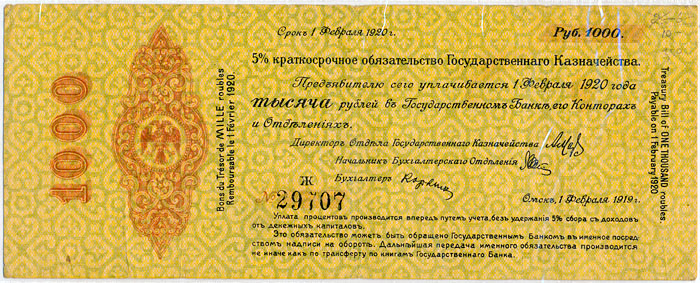 Срокъ 1 Февраля 1920 г.
Руб. 1000.
5% краткосрочное обязательство Государственнаго Казначейства.
Предъявителю сего уплачивается 1 Февраля 1920 года
тысяча рублей въ Государственномъ Банкѣ, его Конторахъ
и Отдѣленіяхъ.
Директоръ Отдѣла Государственнаго Казначейства
Начальникъ Бухгалтерскаго Отдѣленія
Бухгалтеръ
Ж
№ 29707
Омскъ, 1 Февраля 1919 г.
Уплата процентовъ производится впередъ путемъ учета, безъ удержанія 5% сбора съ доходовъ
отъ денежныхъ капиталовъ.
Это обязательство можетъ быть обращено Государственнымъ Банкомъ въ именное посред-
ствомъ надписи на оборотѣ. Дальнѣйшая передача именного обязательства производится
не иначе какъ по трансферту по книгамъ Государственнаго Банка.
1000
Bons du Trésor de MILLE roubles
Remboursable le 1 Février 1920.
Treasury Bill of ONE THOUSAND roubles.
Payable on 1 February 1920